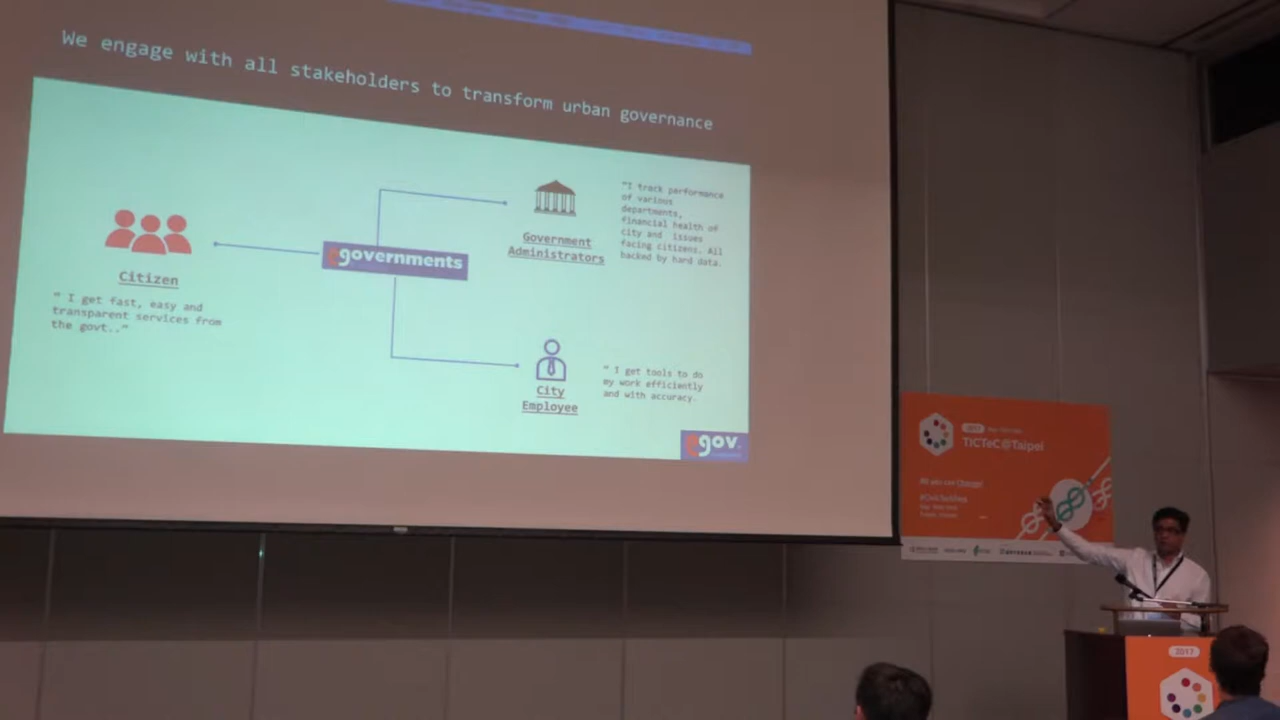 We engage with all stakeholders to transform urban governance
"I track performance
of various
departments,
financial health of
city and issues
facing citizens. All
backed by hard data.
Government
Administrators
egovernments
Citizen
" I get fast, easy and
transparent services from
the govt.."
" I get tools to do
my work efficiently
and with accuracy.
City
Employee
egov
2017
TICTeC@Taipei
2017